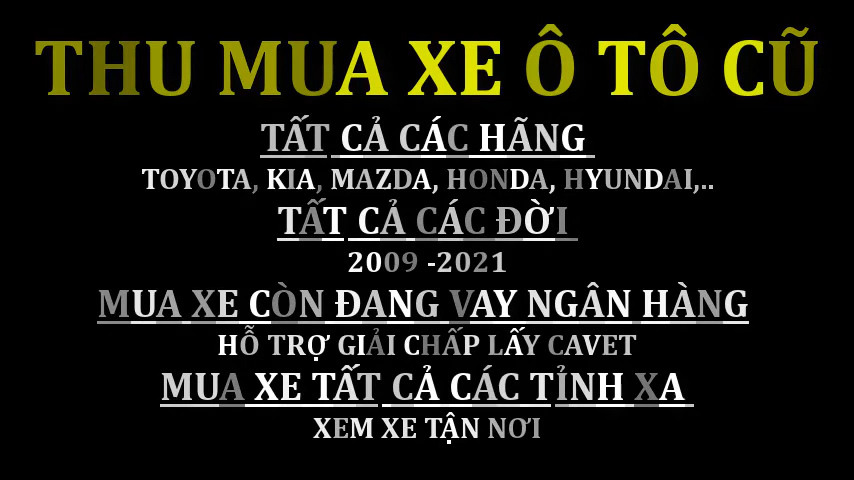 THU MUA XE Ô TÔ CŨ
TẤT CẢ CÁC HÃNG
TOYOTA, KIA, MAZDA, HONDA, HYUNDAI,..
TẤT CẢ CÁC ĐỜI
2009 -2021
MUA XE CÒN ĐANG VAY NGÂN HÀNG
HỖ TRỢ GIẢI CHẤP LẤY CAVET
MUA XE TẤT CẢ CÁC TỈNH XA
XEM XE TẬN NƠI